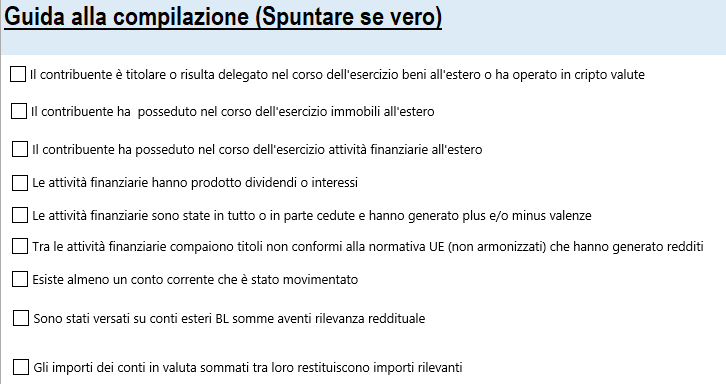 Guida alla compilazione (Spuntare se vero)
Il contribuente è titolare o risulta delegato nel corso dell'esercizio beni all'estero o ha operato in cripto valute
Il contribuente ha posseduto nel corso dell'esercizio immobili all'estero
Il contribuente ha posseduto nel corso dell'esercizio attività finanziarie all'estero
Le attività finanziarie hanno prodotto dividendi o interessi
Le attività finanziarie sono state in tutto o in parte cedute e hanno generato plus e/o minus valenze
Tra le attività finanziarie compaiono titoli non conformi alla normativa UE (non armonizzati) che hanno generato redditi
Esiste almeno un conto corrente che è stato movimentato
Sono stati versati su conti esteri BL somme aventi rilevanza reddituale
Gli importi dei conti in valuta sommati tra loro restituiscono importi rilevanti